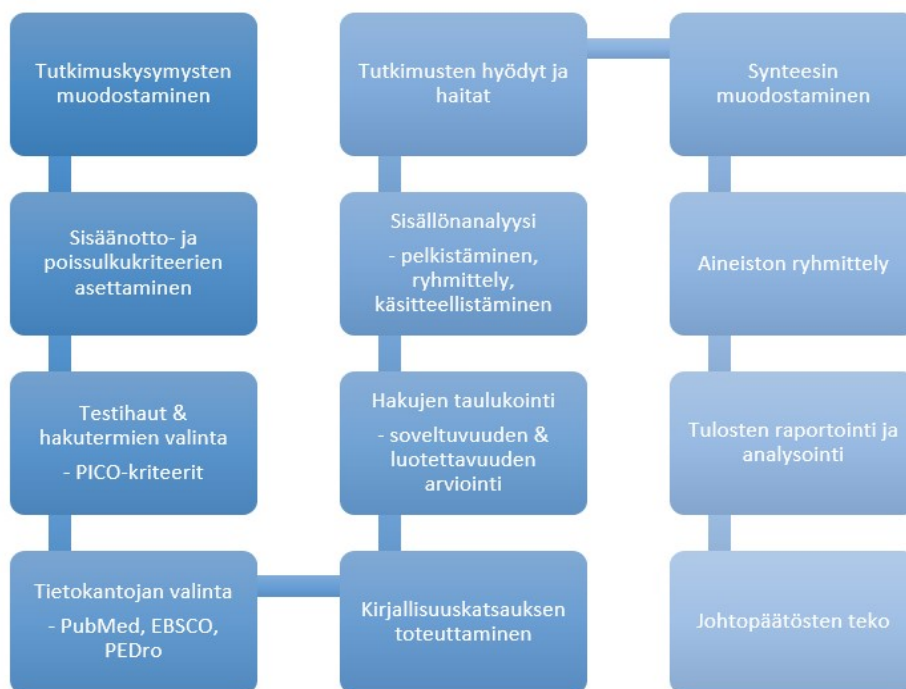 Tutkimuskysymysten
muodostaminen
Sisäänotto- ja
poissulkukriteerien
asettaminen
Testihaut &
hakutermien valinta
- PICO-kriteerit
Tietokantojan valinta
- PubMed, EBSCO,
PEDro
Kirjallisuuskatsauksen
toteuttaminen
Hakujen taulukointi
- soveltuvuuden &
luotettavuuden
arviointi
Sisällönanalyysi
- pelkistäminen,
ryhmittely,
käsitteellistäminen
Tutkimusten hyödyt ja
haitat
Synteesin
muodostaminen
Aineiston ryhmittely
Tulosten raportointi ja
analysointi
Johtopäätösten teko